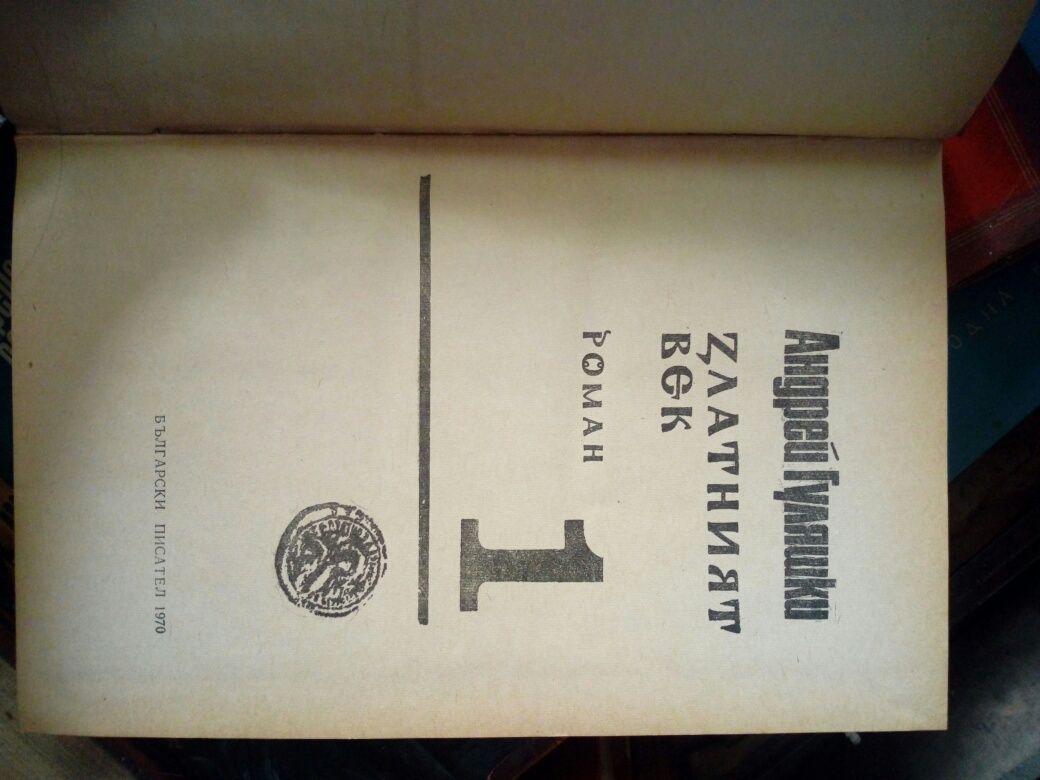 Андрей Гуляшки
ЗЛАТНИЯТ
ВЕК
РОМАН
1
БЪЛГАРСКИ ПИСАТЕЛ 1970